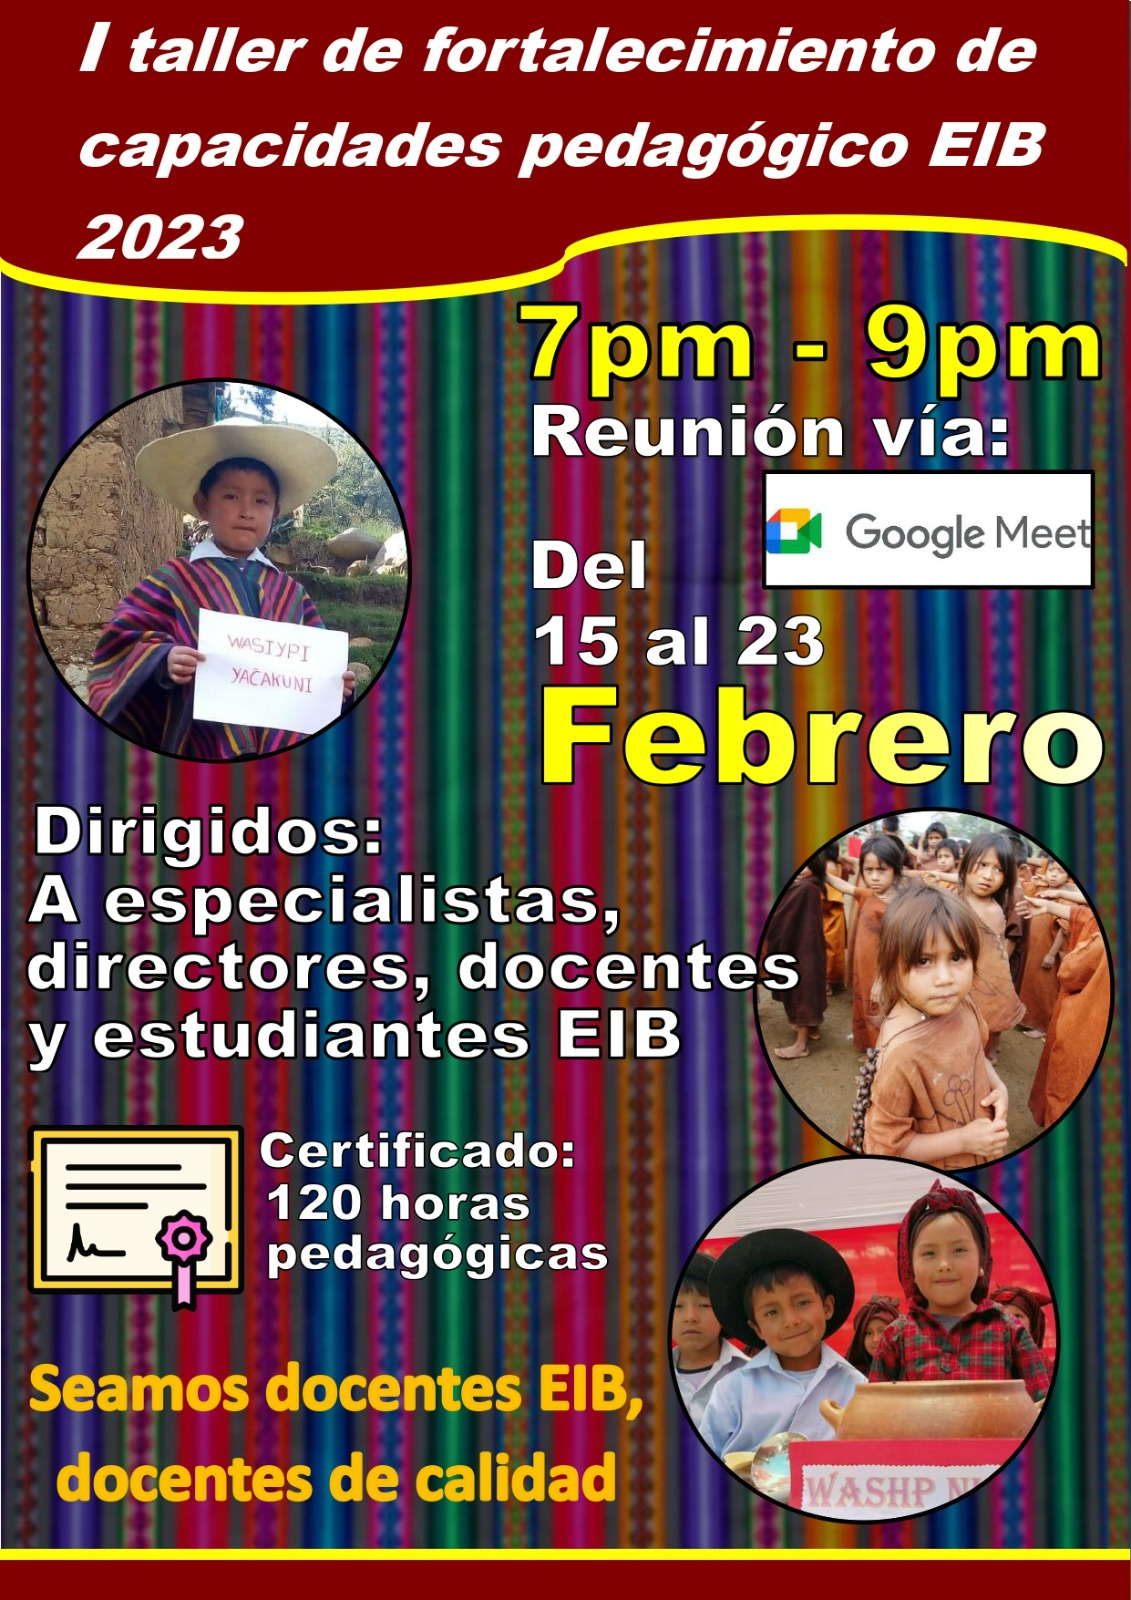 I taller de fortalecimiento de
capacidades pedagógico EIB
2023
7pm - 9pm
Reunión vía:
Google Meet
Del
15 al 23
Febrero
WASIYPI
YAĈAKUNI
Dirigidos:
A especialistas,
directores, docentes
y estudiantes EIB
Certificado:
120 horas
pedagógicas
Seamos docentes EIB,
docentes de calidad
WASHP